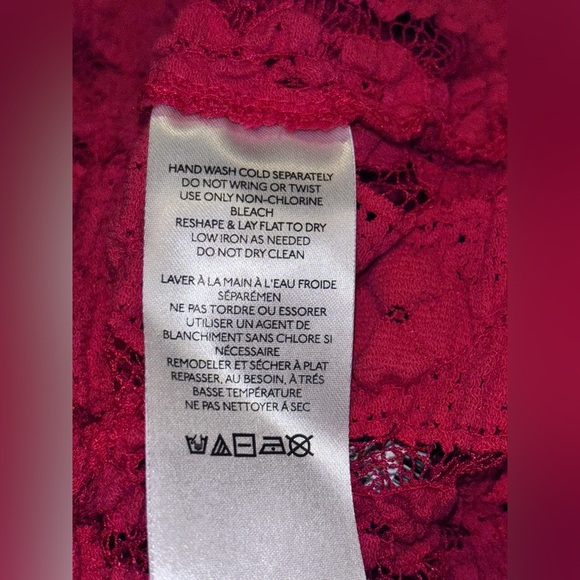 HAND WASH COLD SEPARATELY
DO NOT WRING OR TWIST
USE ONLY NON-CHLORINE
BLEACH
RESHAPE & LAY FLAT TO DRY
LOW IRON AS NEEDED
DO NOT DRY CLEAN
LAVER À LA MAIN À L'EAU FROIDE
SÉPARÉMEN
NE PAS TORDRE OU ESSORER
UTILISER UN AGENT DE
BLANCHIMENT SANS CHLORE SI
NÉCESSAIRE
REMODELER ET SÉCHER À PLAT
REPASSER, AU BESOIN, À TRÉS
BASSE TEMPÉRATURE
NE PAS NETTOYER À SEC